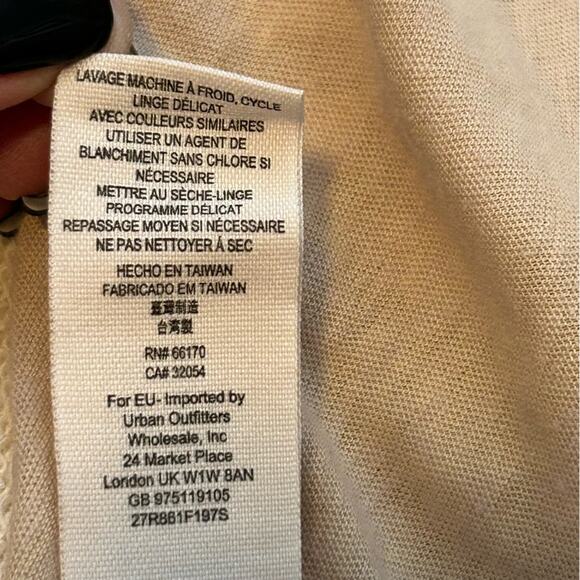 LAVAGE MACHINE À FROID, CYCLE
LINGE DÉLICAT
AVEC COULEURS SIMILAIRES
UTILISER UN AGENT DE
BLANCHIMENT SANS CHLORE SI
NÉCESSAIRE
METTRE AU SÈCHE-LINGE
PROGRAMME DÉLICAT
REPASSAGE MOYEN SI NÉCESSAIRE
NE PAS NETTOYER À SEC
HECHO EN TAIWAN
FABRICADO EM TAIWAN
臺灣制造
台湾製
RN# 66170
CA# 32054
For EU- Imported by
Urban Outfitters
Wholesale, Inc
24 Market Place
London UK W1W 8AN
GB 975119105
27R861F197S